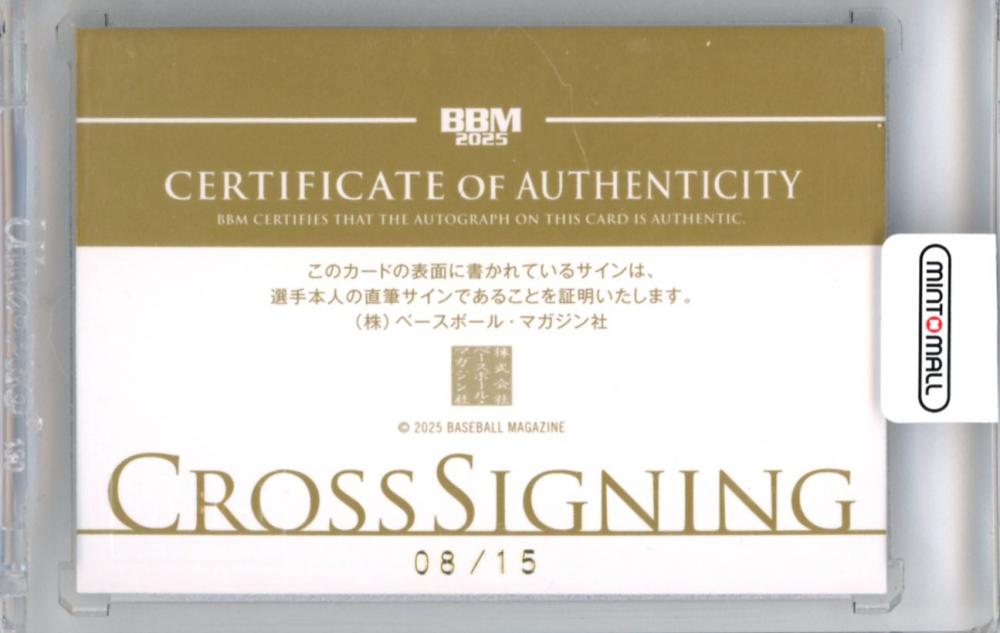 BBM
2025
CERTIFICATE OF AUTHENTICITY
BBM CERTIFIES THAT THE AUTOGRAPH ON THIS CARD IS AUTHENTIC.
このカードの表面に書かれているサインは、
選手本人の直筆サインであることを証明いたします。
（株）ベースボール・マガジン社
株式会社
ベースボール・
マガジン社
© 2025 BASEBALL MAGAZINE
CROSSSIGNING
08/15
MINT MALL
130